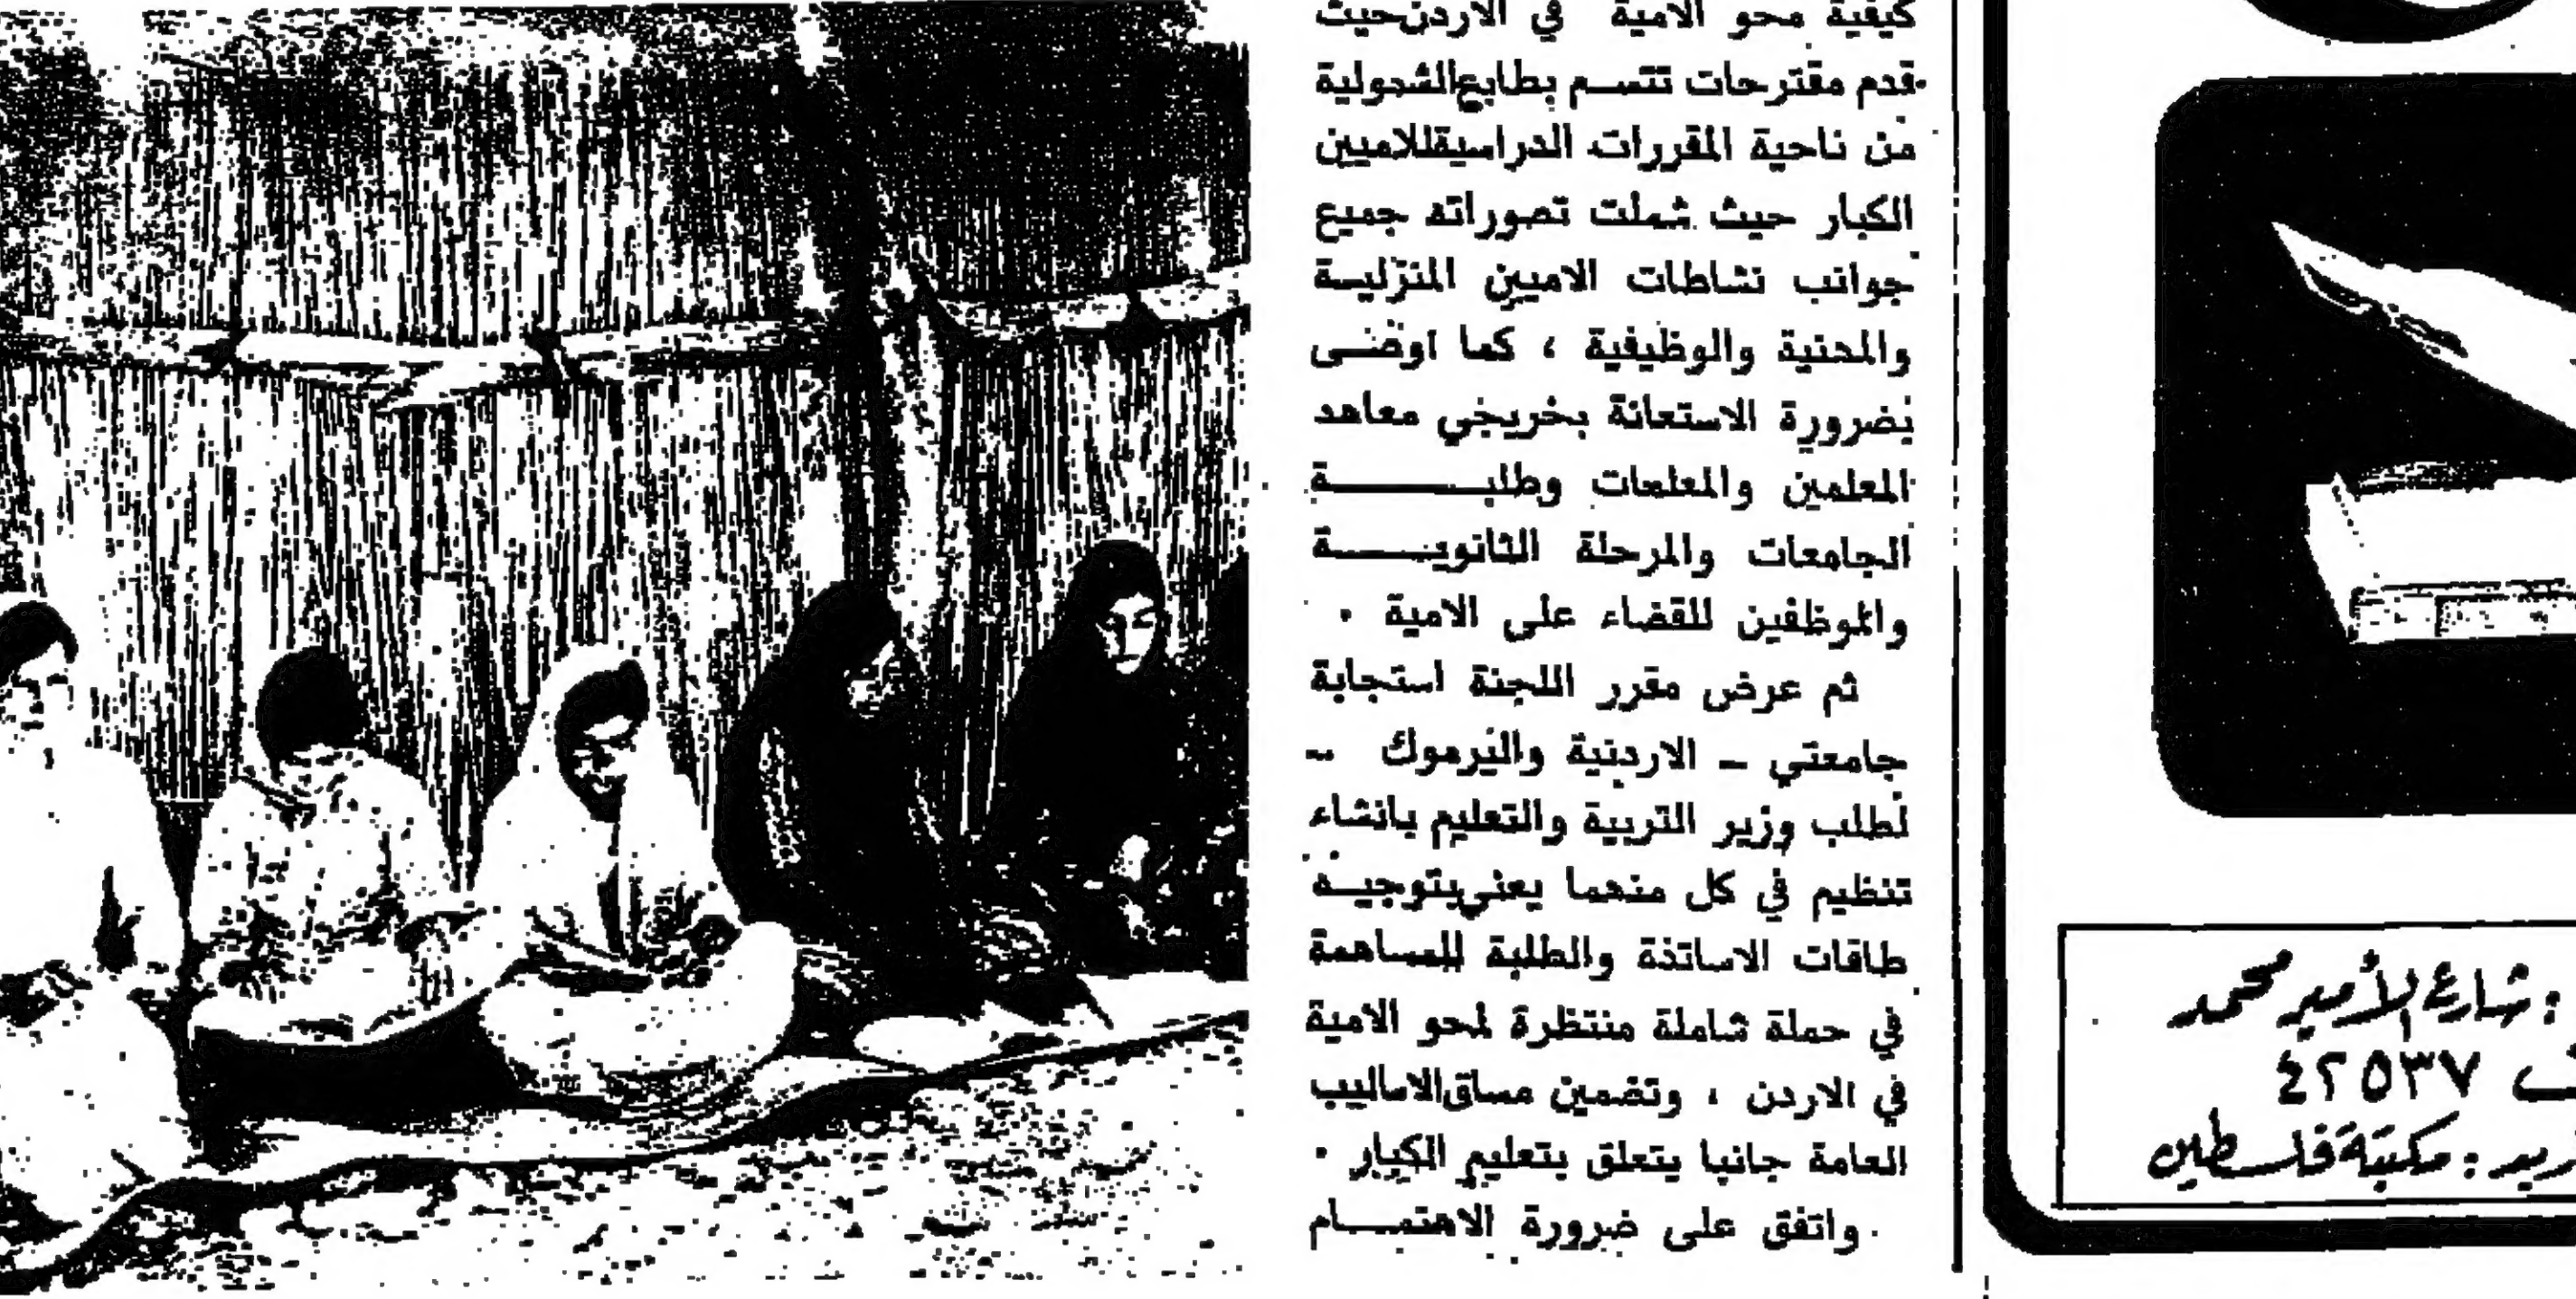 كيفية محو الامية في الاردن حيث
قدم مقترحات تتسم بطابع الشمولية
من ناحية المقررات الدراسية للاميين
الكبار حيث شملت تصوراته جميع
جوانب نشاطات الاميين المنزلية
والمهنية والوظيفية ، كما اوصى
بضرورة الاستعانة بخريجي معاهد
المعلمين والمعلمات وطلبة
الجامعات والمرحلة الثانوية
والموظفين للقضاء على الامية .
ثم عرض مقرر اللجنة استجابة
جامعتي - الاردنية واليرموك -
لطلب وزير التربية والتعليم بانشاء
تنظيم في كل منهما يعنى بتوجيه
طاقات الاساتذة والطلبة للمساهمة
في حملة شاملة منتظرة لمحو الامية
في الاردن ، وتضمين مساق الاساليب
العامة جانبا يتعلق بتعليم الكبار .
واتفق على ضرورة الاهتمام
: شارع الأمير محمد
٤٢٥٣٧
: مكتبة فلسطين